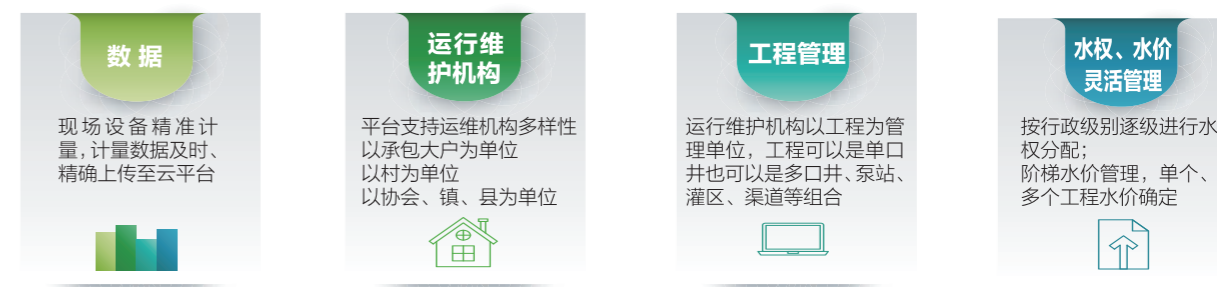 数据
现场设备精准计
量，计量数据及时、
精确上传至云平台
运行维
护机构
平台支持运维机构多样性
以承包大户为单位
以村为单位
以协会、镇、县为单位
工程管理
运行维护机构以工程为管
理单位，工程可以是单口
井也可以是多口井、泵站、
灌区、渠道等组合
水权、水价
灵活管理
按行政级别逐级进行水
权分配；
阶梯水价管理，单个、
多个工程水价确定